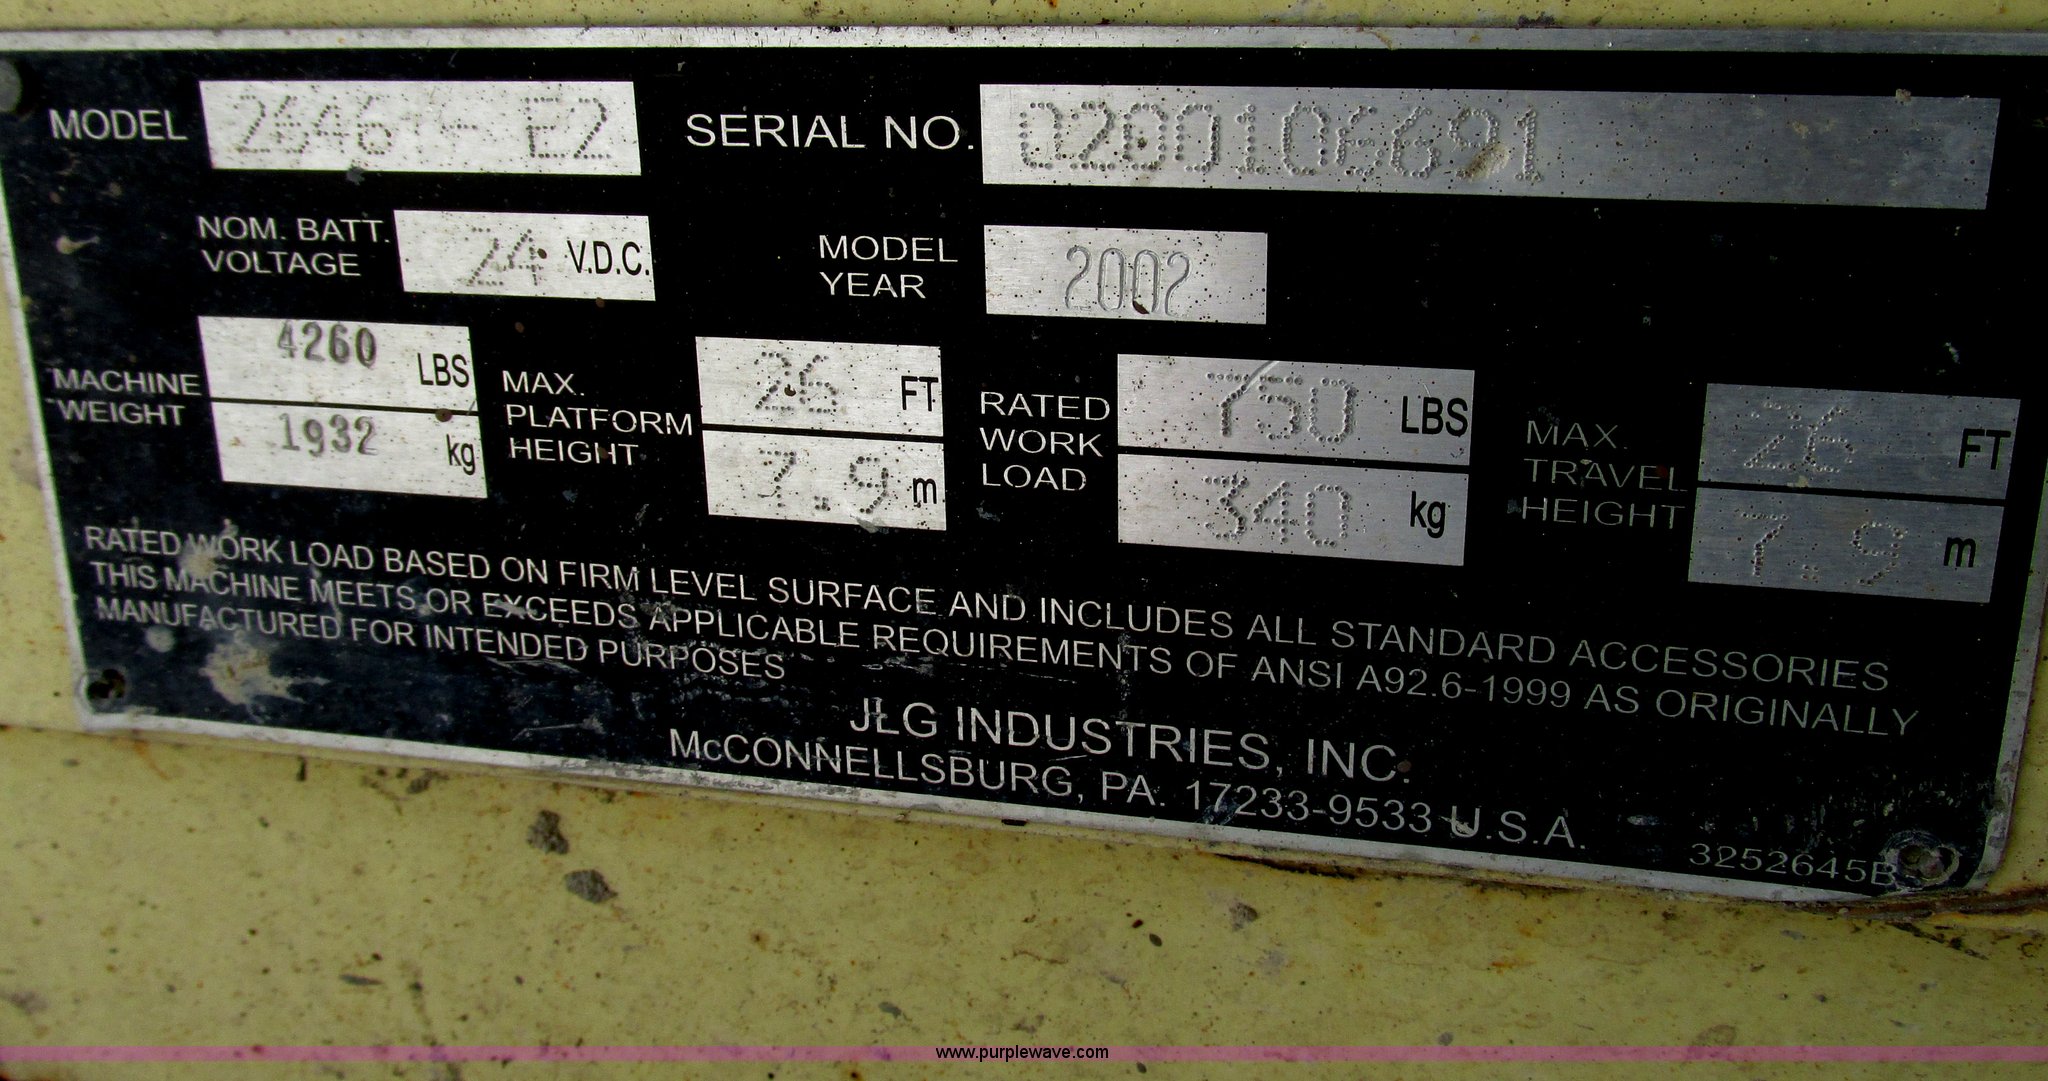 MODEL 2646 E2 SERIAL NO. 0200106691
NOM. BATT. VOLTAGE 24 V.D.C. MODEL YEAR 2002
MACHINE WEIGHT 4260 LBS 1932 kg
MAX. PLATFORM HEIGHT 26 FT 7.9 m
RATED WORK LOAD 750 LBS 340 kg
MAX. TRAVEL HEIGHT 26 FT 7.9 m
RATED WORK LOAD BASED ON FIRM LEVEL SURFACE AND INCLUDES ALL STANDARD ACCESSORIES
THIS MACHINE MEETS OR EXCEEDS APPLICABLE REQUIREMENTS OF ANSI A92.6-1999 AS ORIGINALLY
MANUFACTURED FOR INTENDED PURPOSES
JLG INDUSTRIES, INC.
McCONNELLSBURG, PA. 17233-9533 U.S.A.
3252645B
www.purplewave.com